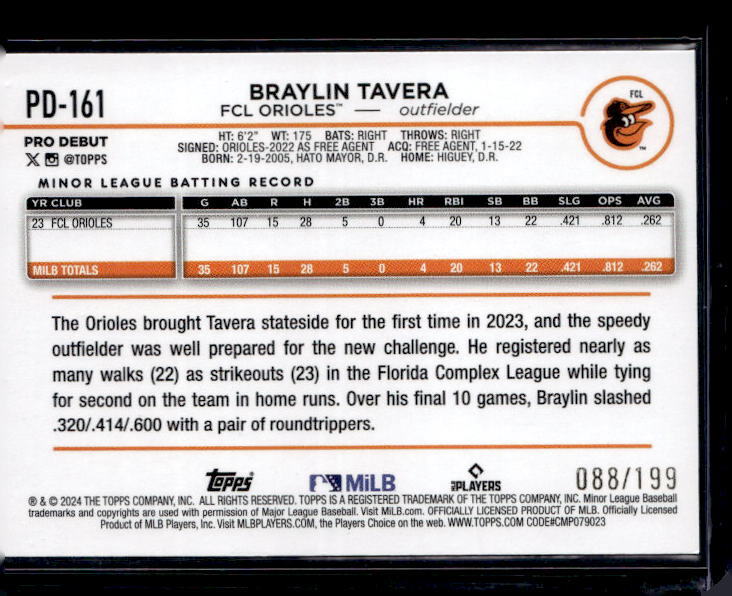 PD-161
BRAYLIN TAVERA
FCL ORIOLES™ — outfielder
FCL
™
PRO DEBUT
@TOPPS
HT: 6'2" WT: 175 BATS: RIGHT THROWS: RIGHT
SIGNED: ORIOLES-2022 AS FREE AGENT ACQ: FREE AGENT, 1-15-22
BORN: 2-19-2005, HATO MAYOR, D.R. HOME: HIGUEY, D.R.
MINOR LEAGUE BATTING RECORD
YR CLUB G AB R H 2B 3B HR RBI SB BB SLG OPS AVG
23 FCL ORIOLES 35 107 15 28 5 0 4 20 13 22 .421 .812 .262
MILB TOTALS 35 107 15 28 5 0 4 20 13 22 .421 .812 .262
The Orioles brought Tavera stateside for the first time in 2023, and the speedy
outfielder was well prepared for the new challenge. He registered nearly as
many walks (22) as strikeouts (23) in the Florida Complex League while tying
for second on the team in home runs. Over his final 10 games, Braylin slashed
.320/.414/.600 with a pair of roundtrippers.
Topps MiLB MLB PLAYERS 088/199
® & © 2024 THE TOPPS COMPANY, INC. ALL RIGHTS RESERVED. TOPPS IS A REGISTERED TRADEMARK OF THE TOPPS COMPANY, INC. Minor League Baseball
trademarks and copyrights are used with permission of Major League Baseball. Visit MiLB.com. OFFICIALLY LICENSED PRODUCT OF MLB. Officially Licensed
Product of MLB Players, Inc. Visit MLBPLAYERS.COM, the Players Choice on the web. WWW.TOPPS.COM CODE#CMP079023